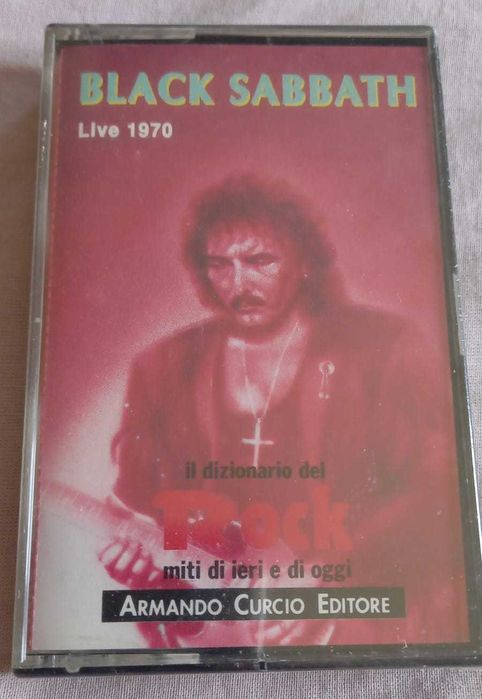 BLACK SABBATH
Live 1970
il dizionario del
Rock
miti di ieri e di oggi
ARMANDO CURCIO EDITORE